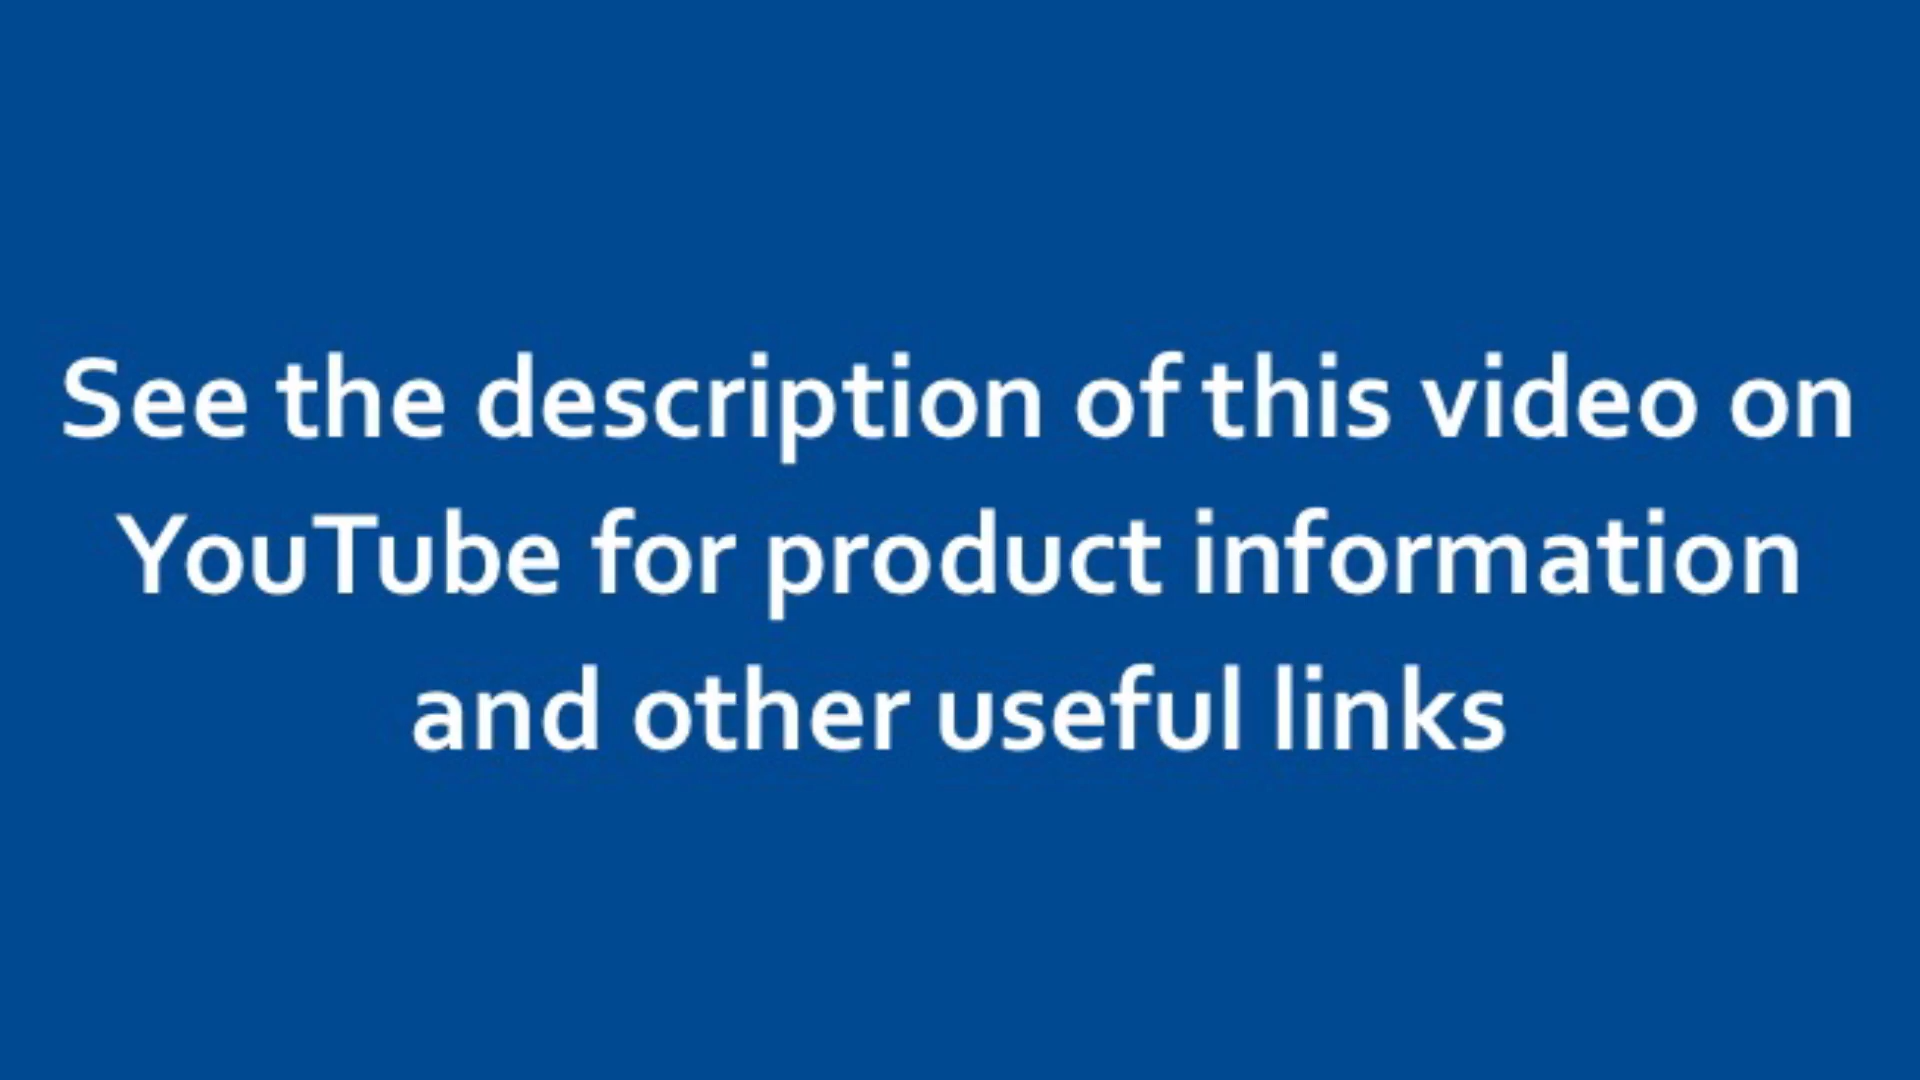 See the description of this video on
YouTube for product information
and other useful links